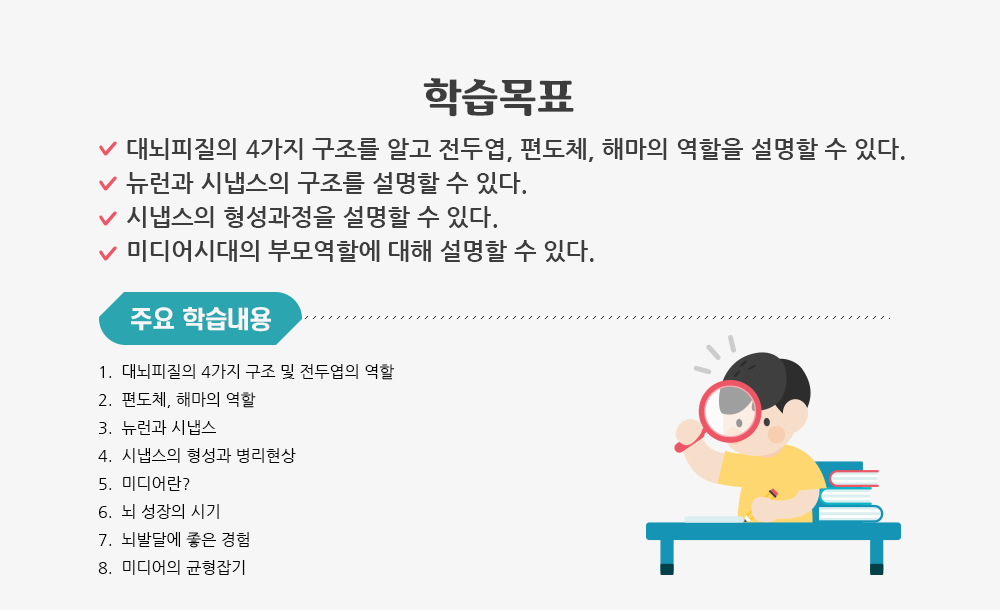 학습목표
대뇌피질의 4가지 구조를 알고 전두엽, 편도체, 해마의 역할을 설명할 수 있다.
뉴런과 시냅스의 구조를 설명할 수 있다.
시냅스의 형성과정을 설명할 수 있다.
미디어시대의 부모역할에 대해 설명할 수 있다.
주요 학습내용
1. 대뇌피질의 4가지 구조 및 전두엽의 역할
2. 편도체, 해마의 역할
3. 뉴런과 시냅스
4. 시냅스의 형성과 병리현상
5. 미디어란?
6. 뇌 성장의 시기
7. 뇌발달에 좋은 경험
8. 미디어의 균형잡기